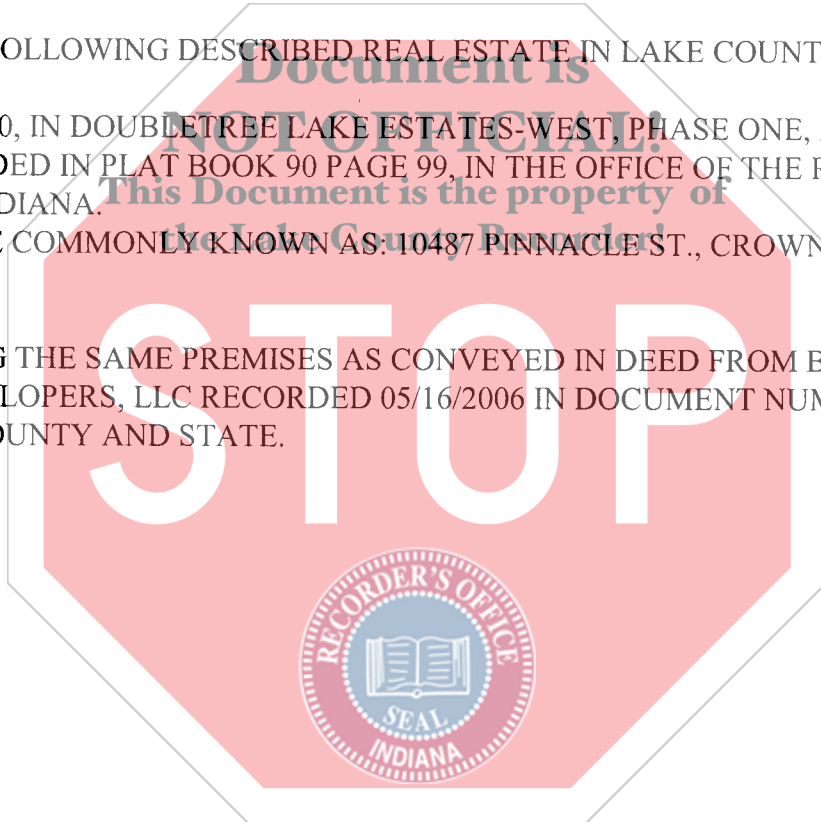 OLLOWING DESCRIBED REAL ESTATE IN LAKE COUNT
Document is
0, IN DOUBLETREE LAKE ESTATES-WEST, PHASE ONE,
NOT OFFICIAL!
DED IN PLAT BOOK 90 PAGE 99, IN THE OFFICE OF THE R
This Document is the property of
DIANA.
the Lake County Recorder!
E COMMONLY KNOWN AS: 10487 PINNACLE ST., CROWN
G THE SAME PREMISES AS CONVEYED IN DEED FROM B
LOPERS, LLC RECORDED 05/16/2006 IN DOCUMENT NUM
OUNTY AND STATE.
STOP
RECORDER'S OFFICE
SEAL
INDIANA